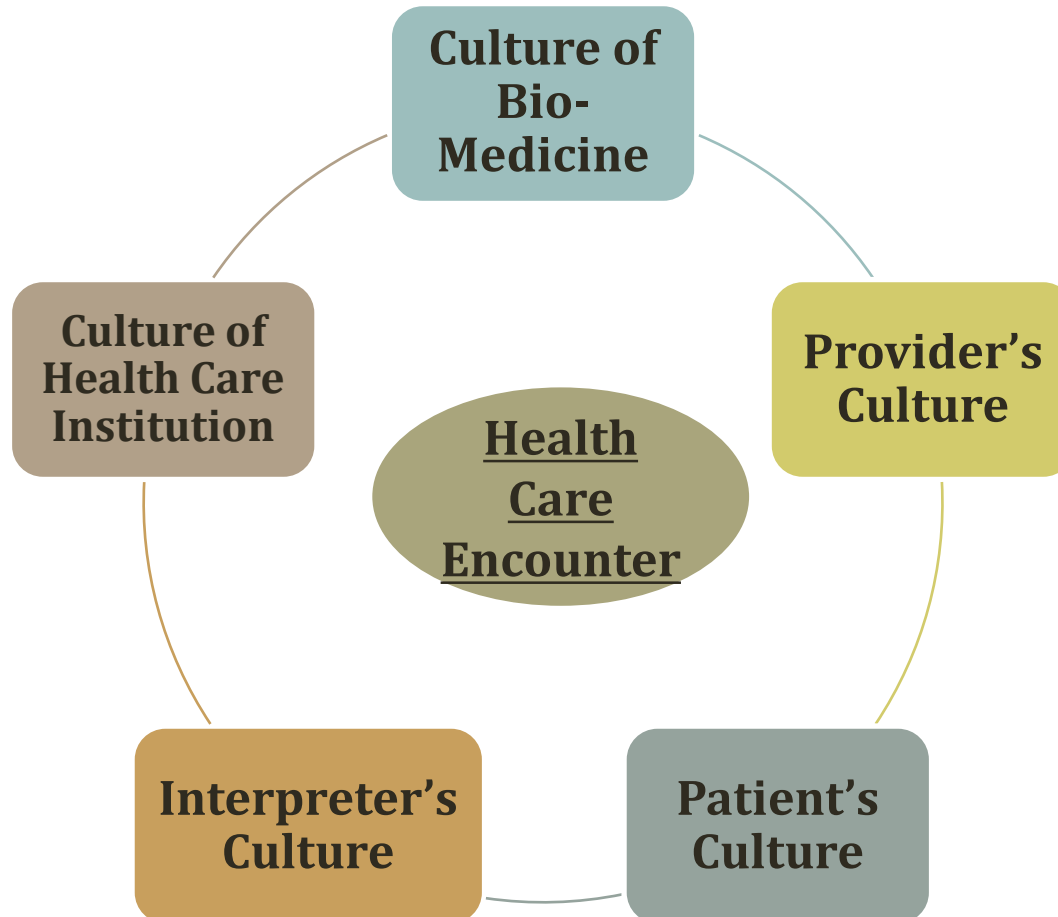 Culture of
Bio-
Medicine
Provider’s
Culture
Patient’s
Culture
Interpreter’s
Culture
Culture of
Health Care
Institution
Health
Care
Encounter